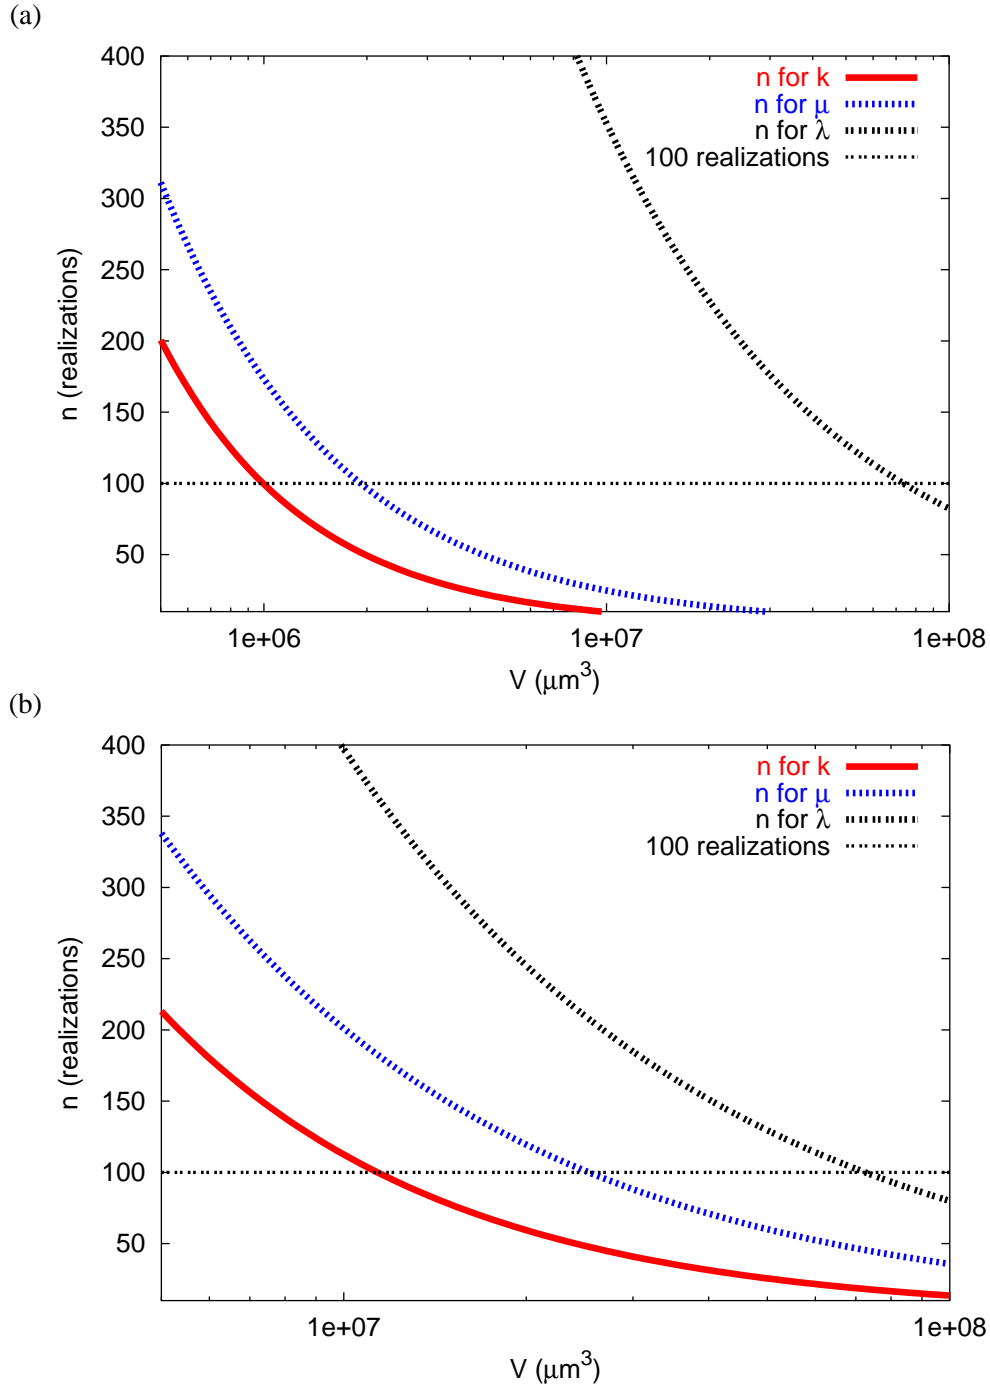 (a)
400
350
300
250
200
150
100
50
n (realizations)
n for k
n for μ
n for λ
100 realizations
1e+06
1e+07
1e+08
V (μm³)
(b)
400
350
300
250
200
150
100
50
n (realizations)
n for k
n for μ
n for λ
100 realizations
1e+07
1e+08
V (μm³)